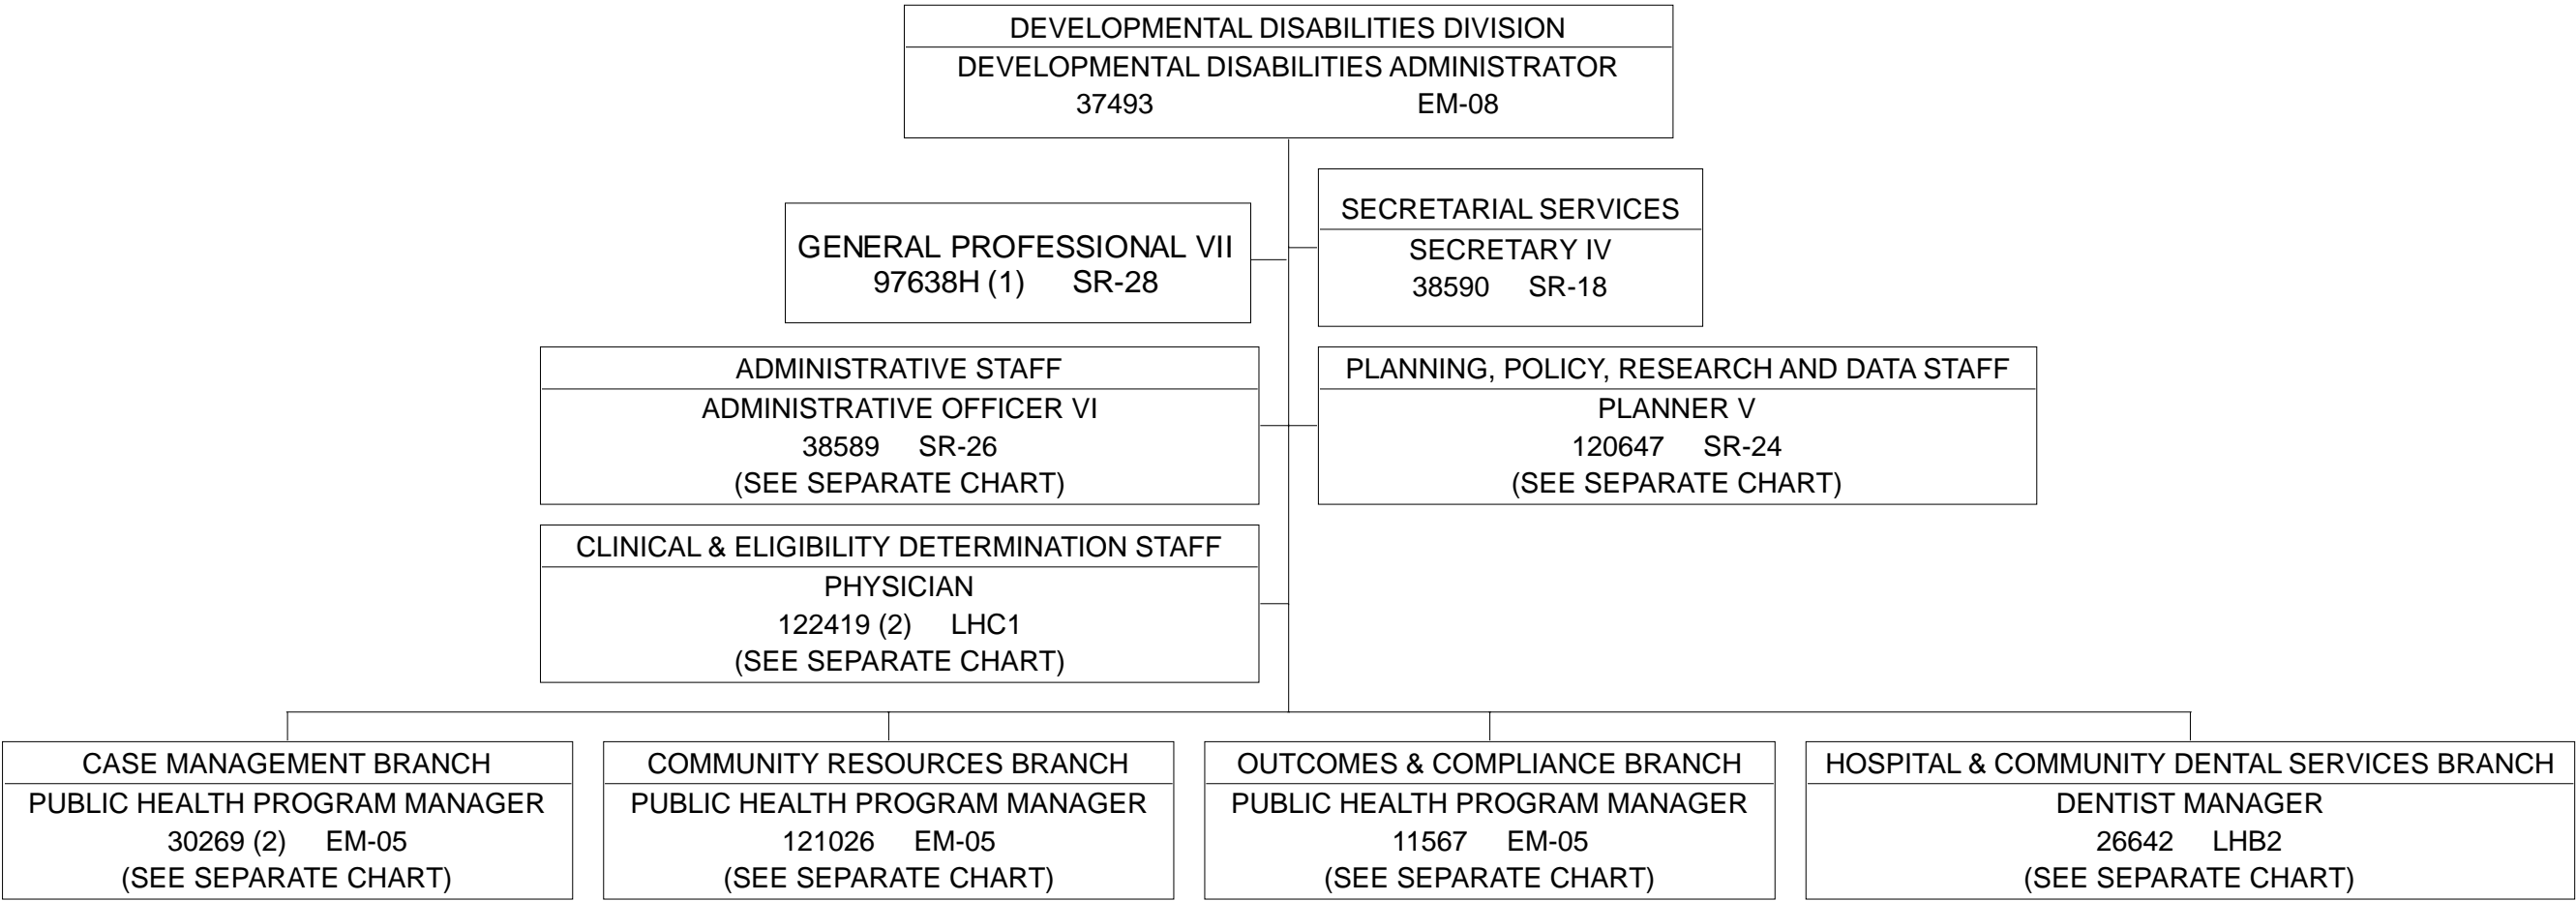 DEVELOPMENTAL DISABILITIES DIVISION
DEVELOPMENTAL DISABILITIES ADMINISTRATOR
37493 EM-08
GENERAL PROFESSIONAL VII
97638H (1) SR-28
SECRETARIAL SERVICES
SECRETARY IV
38590 SR-18
ADMINISTRATIVE STAFF
ADMINISTRATIVE OFFICER VI
38589 SR-26
(SEE SEPARATE CHART)
PLANNING, POLICY, RESEARCH AND DATA STAFF
PLANNER V
120647 SR-24
(SEE SEPARATE CHART)
CLINICAL & ELIGIBILITY DETERMINATION STAFF
PHYSICIAN
122419 (2) LHC1
(SEE SEPARATE CHART)
CASE MANAGEMENT BRANCH
PUBLIC HEALTH PROGRAM MANAGER
30269 (2) EM-05
(SEE SEPARATE CHART)
COMMUNITY RESOURCES BRANCH
PUBLIC HEALTH PROGRAM MANAGER
121026 EM-05
(SEE SEPARATE CHART)
OUTCOMES & COMPLIANCE BRANCH
PUBLIC HEALTH PROGRAM MANAGER
11567 EM-05
(SEE SEPARATE CHART)
HOSPITAL & COMMUNITY DENTAL SERVICES BRANCH
DENTIST MANAGER
26642 LHB2
(SEE SEPARATE CHART)